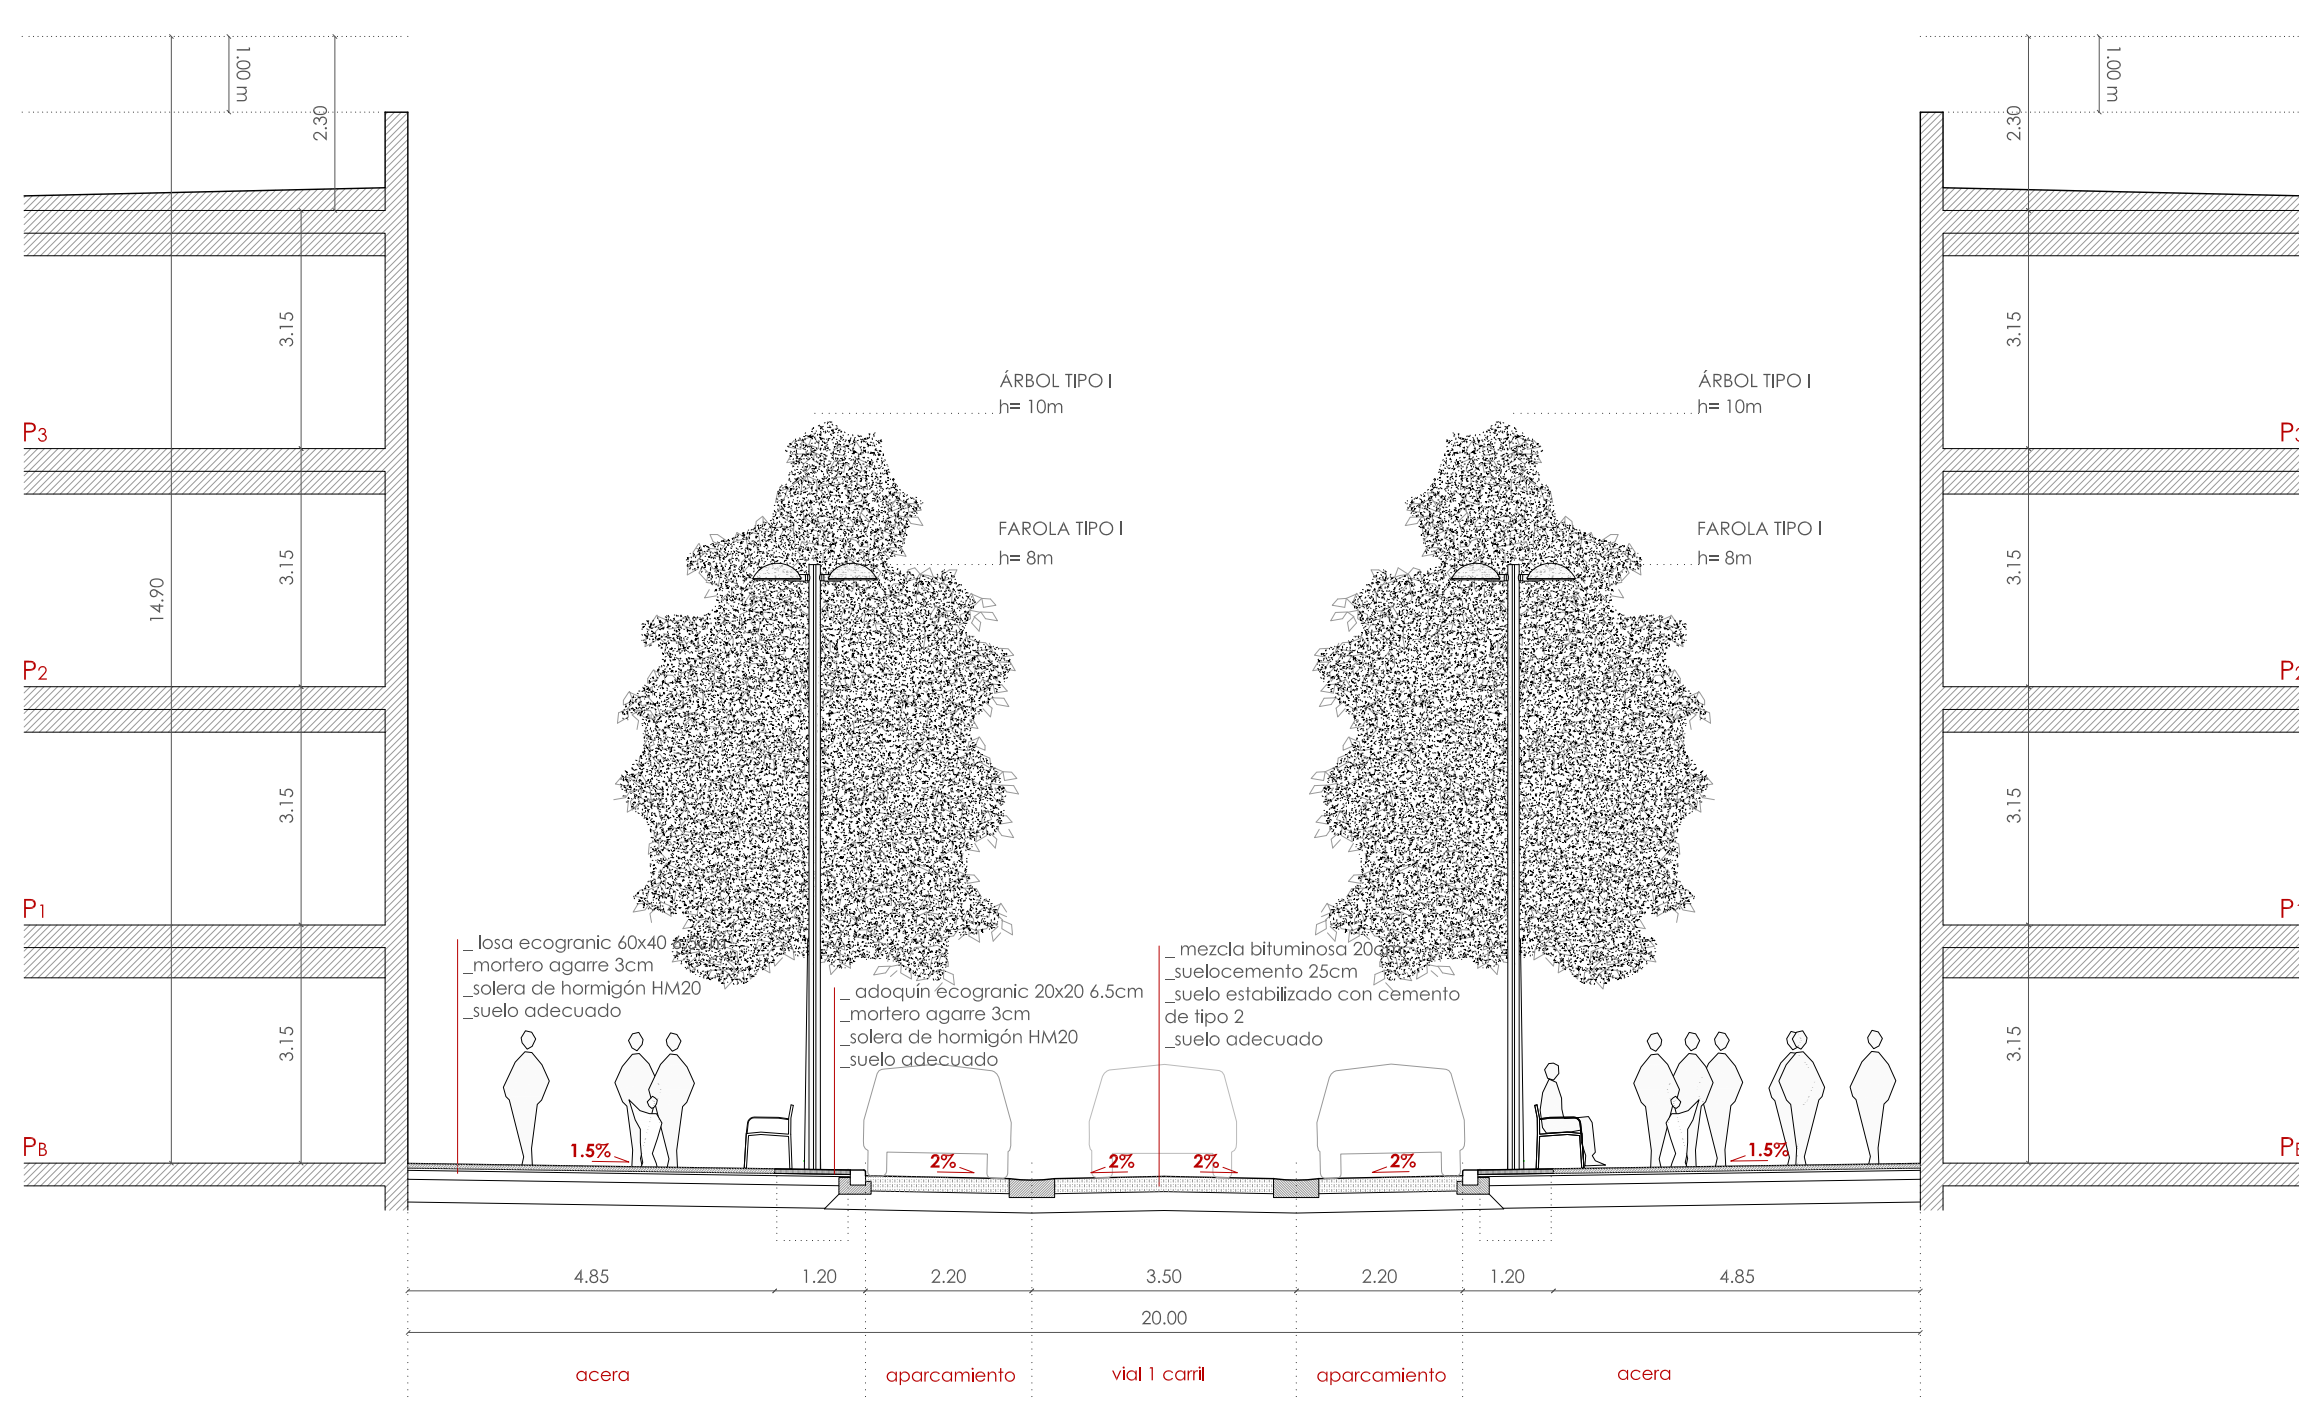 1.00 m
2.30
1.00 m
2.30
3.15
3.15
ÁRBOL TIPO I
h= 10m
ÁRBOL TIPO I
h= 10m
P3
P3
FAROLA TIPO I
h= 8m
FAROLA TIPO I
h= 8m
3.15
3.15
14.90
P2
P2
3.15
3.15
P1
P1
_ losa ecogranic 60x40 6.5cm
_mortero agarre 3cm
_solera de hormigón HM20
_suelo adecuado
_ adoquín ecogranic 20x20 6.5cm
_mortero agarre 3cm
_solera de hormigón HM20
_suelo adecuado
_ mezcla bituminosa 20cm
_suelocemento 25cm
_suelo estabilizado con cemento
de tipo 2
_suelo adecuado
3.15
3.15
PB
PB
1.5%
2%
2%
2%
2%
1.5%
4.85
1.20
2.20
3.50
2.20
1.20
4.85
20.00
acera
aparcamiento
vial 1 carril
aparcamiento
acera